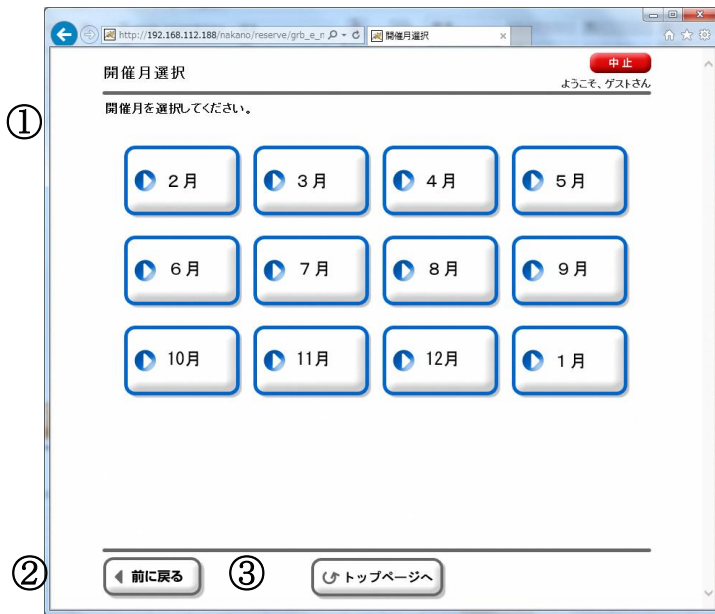 http://192.168.112.188/nakano/reserve/grb_e_n
開催月選択
開催月選択
中止
ようこそ、ゲストさん
①
開催月を選択してください。
2月 3月 4月 5月
6月 7月 8月 9月
10月 11月 12月 1月
② 前に戻る ③ トップページへ